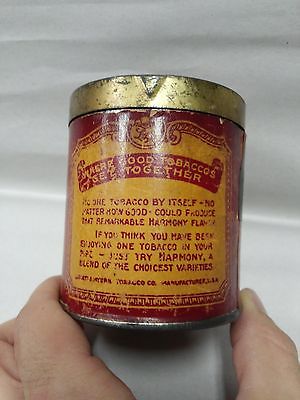 WHERE GOOD TOBACCOS
GET TOGETHER
NO ONE TOBACCO BY ITSELF - NO
MATTER HOW GOOD - COULD PRODUCE
THAT REMARKABLE HARMONY FLAVOR
IF YOU THINK YOU HAVE BEEN
ENJOYING ONE TOBACCO IN YOUR
PIPE - JUST TRY HARMONY, A
BLEND OF THE CHOICEST VARIETIES.
TOBACCO CO. MANUFACTURER, U.S.A.